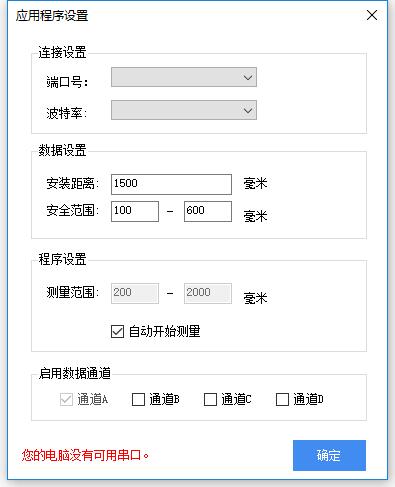 应用程序设置
连接设置
端口号:
波特率:
数据设置
安装距离: 1500 毫米
安全范围: 100 - 600 毫米
程序设置
测量范围: 200 - 2000 毫米
自动开始测量
启用数据通道
通道A 通道B 通道C 通道D
您的电脑没有可用串口。 确定